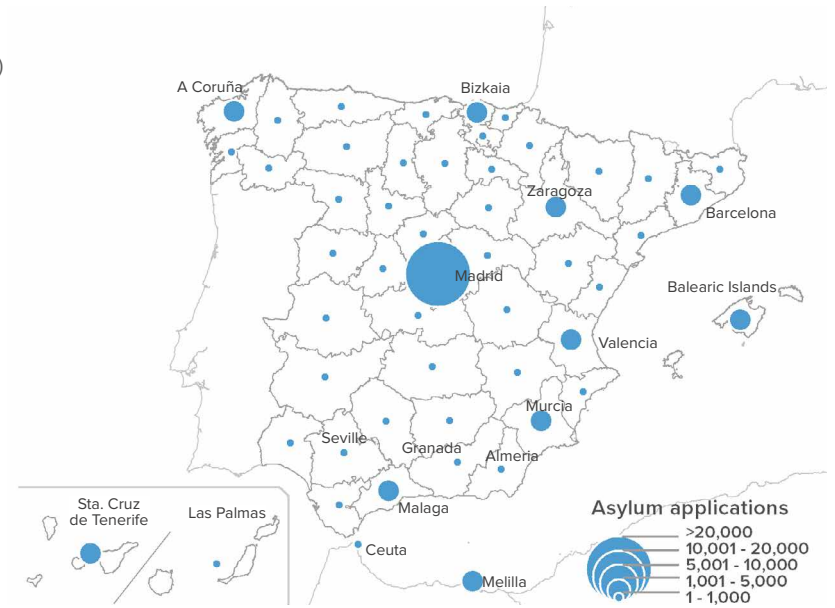 )
A Coruña
Bizkaia
Zaragoza
Barcelona
Madrid
Balearic Islands
Valencia
Murcia
Seville
Granada
Almeria
Malaga
Sta. Cruz
de Tenerife
Las Palmas
Ceuta
Melilla
Asylum applications
>20,000
10,001 - 20,000
5,001 - 10,000
1,001 - 5,000
1 - 1,000